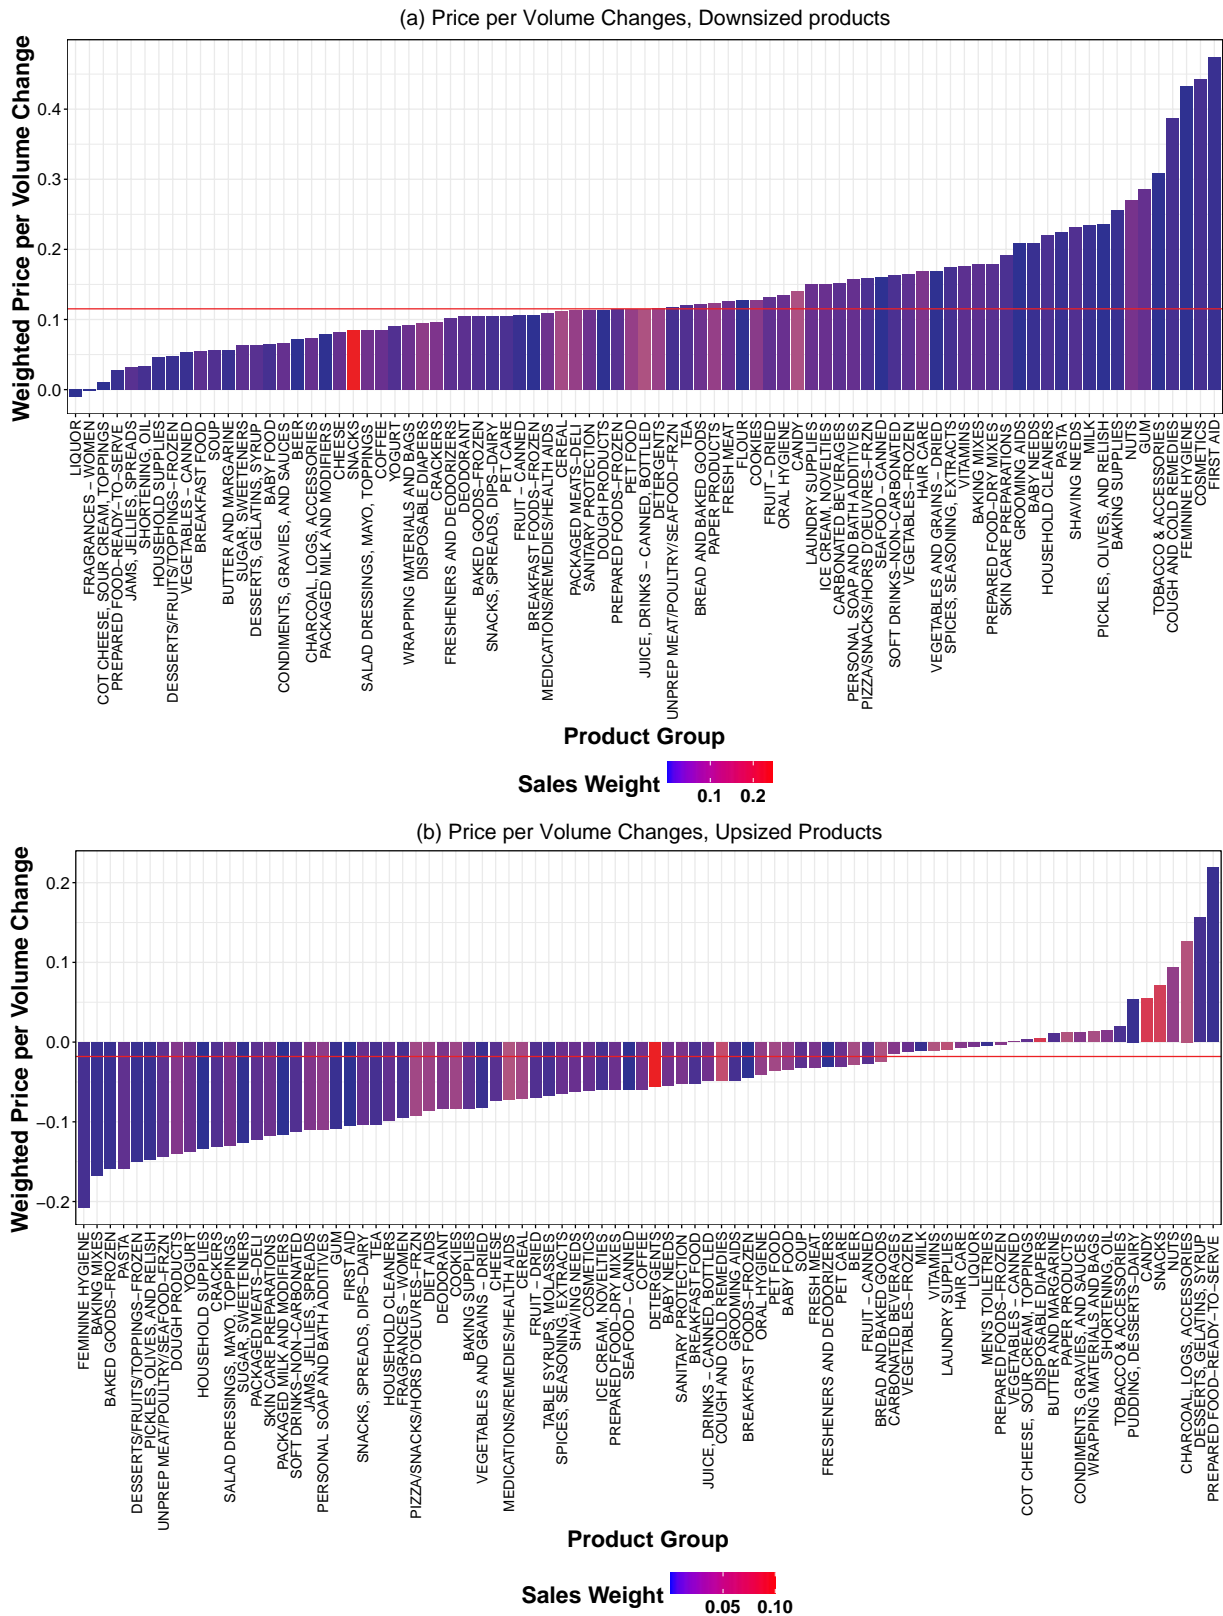 (a) Price per Volume Changes, Downsized products
Weighted Price per Volume Change
0.4
0.3
0.2
0.1
0.0
LIQUOR
FRAGRANCES – WOMEN
COT CHEESE, SOUR CREAM, TOPPINGS
PREPARED FOOD–READY–TO–SERVE
JAMS, JELLIES, SPREADS
SHORTENING, OIL
HOUSEHOLD SUPPLIES
DESSERTS/FRUITS/TOPPINGS–FROZEN
VEGETABLES – CANNED
BREAKFAST FOOD
SOUP
BUTTER AND MARGARINE
SUGAR, SWEETENERS
DESSERTS, GELATINS, SYRUP
BABY FOOD
CONDIMENTS, GRAVIES, AND SAUCES
BEER
CHARCOAL, LOGS, ACCESSORIES
PACKAGED MILK AND MODIFIERS
CHEESE
SNACKS
SALAD DRESSINGS, MAYO, TOPPINGS
COFFEE
YOGURT
WRAPPING MATERIALS AND BAGS
DISPOSABLE DIAPERS
CRACKERS
FRESHENERS AND DEODORIZERS
DEODORANT
BAKED GOODS–FROZEN
SNACKS, SPREADS, DIPS–DAIRY
PET CARE
FRUIT – CANNED
BREAKFAST FOODS–FROZEN
MEDICATIONS/REMEDIES/HEALTH AIDS
CEREAL
PACKAGED MEATS–DELI
SANITARY PROTECTION
DOUGH PRODUCTS
PREPARED FOODS–FROZEN
PET FOOD
JUICE, DRINKS – CANNED, BOTTLED
DETERGENTS
UNPREP MEAT/POULTRY/SEAFOOD–FRZN
TEA
BREAD AND BAKED GOODS
PAPER PRODUCTS
FRESH MEAT
FLOUR
COOKIES
FRUIT – DRIED
ORAL HYGIENE
CANDY
LAUNDRY SUPPLIES
ICE CREAM, NOVELTIES
CARBONATED BEVERAGES
PERSONAL SOAP AND BATH ADDITIVES
PIZZA/SNACKS/HORS D'OEUVRES–FRZN
SEAFOOD – CANNED
SOFT DRINKS–NON–CARBONATED
VEGETABLES–FROZEN
HAIR CARE
VEGETABLES AND GRAINS – DRIED
SPICES, SEASONING, EXTRACTS
VITAMINS
BAKING MIXES
PREPARED FOOD–DRY MIXES
SKIN CARE PREPARATIONS
GROOMING AIDS
BABY NEEDS
HOUSEHOLD CLEANERS
PASTA
SHAVING NEEDS
MILK
PICKLES, OLIVES, AND RELISH
BAKING SUPPLIES
NUTS
GUM
TOBACCO & ACCESSORIES
COUGH AND COLD REMEDIES
FEMININE HYGIENE
COSMETICS
FIRST AID
Product Group
Sales Weight
0.1 0.2
(b) Price per Volume Changes, Upsized Products
Weighted Price per Volume Change
0.2
0.1
0.0
−0.1
−0.2
FEMININE HYGIENE
BAKING MIXES
BAKED GOODS–FROZEN
PASTA
DESSERTS/FRUITS/TOPPINGS–FROZEN
PICKLES, OLIVES, AND RELISH
UNPREP MEAT/POULTRY/SEAFOOD–FRZN
DOUGH PRODUCTS
YOGURT
HOUSEHOLD SUPPLIES
CRACKERS
SALAD DRESSINGS, MAYO, TOPPINGS
SUGAR, SWEETENERS
PACKAGED MEATS–DELI
SKIN CARE PREPARATIONS
PACKAGED MILK AND MODIFIERS
SOFT DRINKS–NON–CARBONATED
JAMS, JELLIES, SPREADS
PERSONAL SOAP AND BATH ADDITIVES
GUM
FIRST AID
SNACKS, SPREADS, DIPS–DAIRY
TEA
HOUSEHOLD CLEANERS
FRAGRANCES – WOMEN
PIZZA/SNACKS/HORS D'OEUVRES–FRZN
DIET AIDS
DEODORANT
COOKIES
BAKING SUPPLIES
VEGETABLES AND GRAINS – DRIED
CHEESE
MEDICATIONS/REMEDIES/HEALTH AIDS
CEREAL
FRUIT – DRIED
TABLE SYRUPS, MOLASSES
SPICES, SEASONING, EXTRACTS
SHAVING NEEDS
COSMETICS
ICE CREAM, NOVELTIES
PREPARED FOOD–DRY MIXES
SEAFOOD – CANNED
COFFEE
DETERGENTS
BABY NEEDS
SANITARY PROTECTION
BREAKFAST FOOD
JUICE, DRINKS – CANNED, BOTTLED
COUGH AND COLD REMEDIES
GROOMING AIDS
BREAKFAST FOODS–FROZEN
ORAL HYGIENE
PET FOOD
BABY FOOD
SOUP
FRESH MEAT
FRESHENERS AND DEODORIZERS
PET CARE
BEER
FRUIT – CANNED
BREAD AND BAKED GOODS
CARBONATED BEVERAGES
VEGETABLES–FROZEN
MILK
VITAMINS
LAUNDRY SUPPLIES
HAIR CARE
LIQUOR
MEN'S TOILETRIES
PREPARED FOODS–FROZEN
VEGETABLES – CANNED
COT CHEESE, SOUR CREAM, TOPPINGS
DISPOSABLE DIAPERS
BUTTER AND MARGARINE
PAPER PRODUCTS
CONDIMENTS, GRAVIES, AND SAUCES
WRAPPING MATERIALS AND BAGS
SHORTENING, OIL
TOBACCO & ACCESSORIES
PUDDING, DESSERTS–DAIRY
CANDY
SNACKS
NUTS
CHARCOAL, LOGS, ACCESSORIES
DESSERTS, GELATINS, SYRUP
PREPARED FOOD–READY–TO–SERVE
Product Group
Sales Weight
0.05 0.10